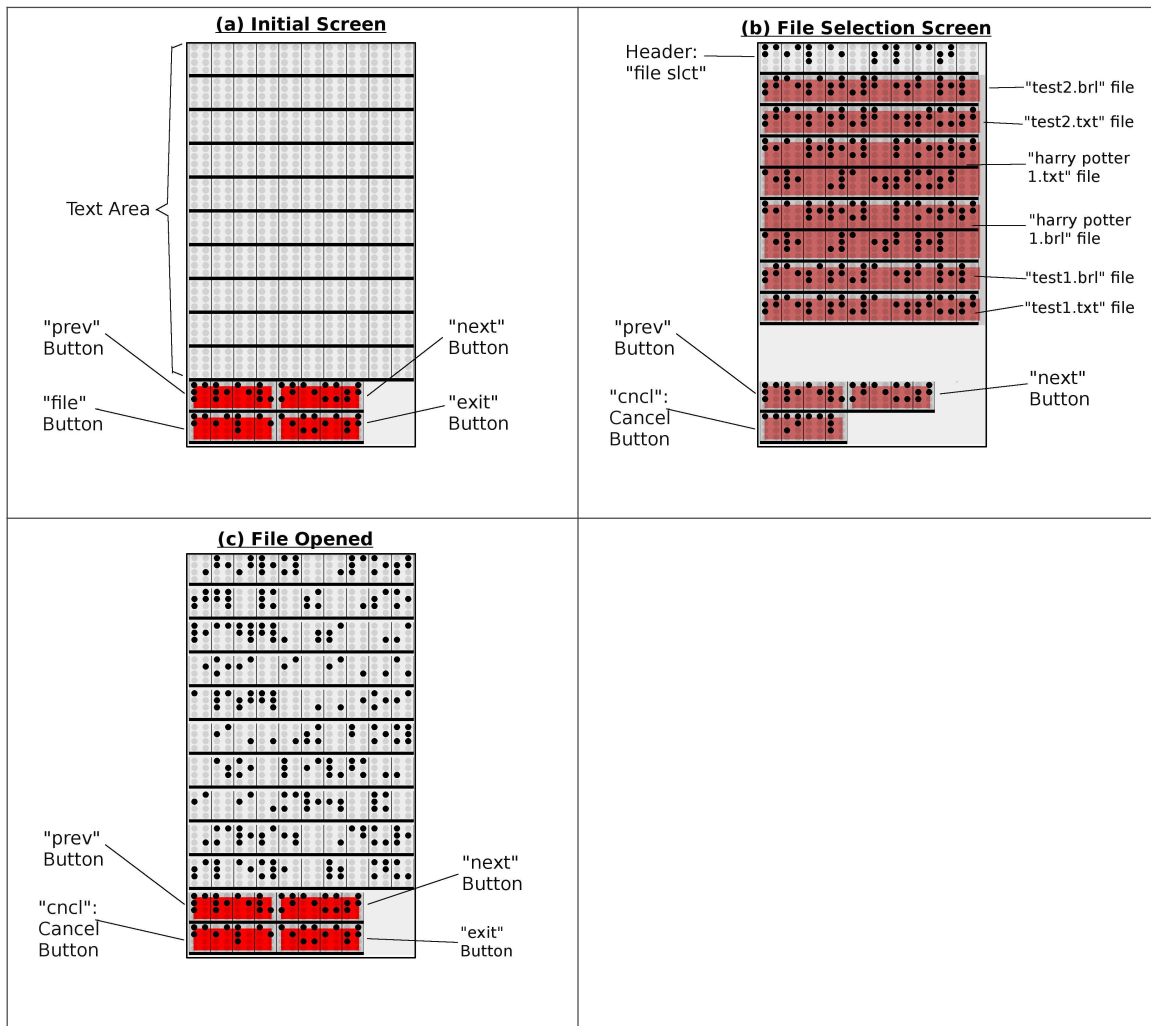 (a) Initial Screen
Text Area
"prev"
Button
"file"
Button
"next"
Button
"exit"
Button
(b) File Selection Screen
Header:
"file slct"
"test2.brl" file
"test2.txt" file
"harry potter
1.txt" file
"harry potter
1.brl" file
"test1.brl" file
"test1.txt" file
"prev"
Button
"cncl":
Cancel
Button
"next"
Button
(c) File Opened
"prev"
Button
"cncl":
Cancel
Button
"next"
Button
"exit"
Button